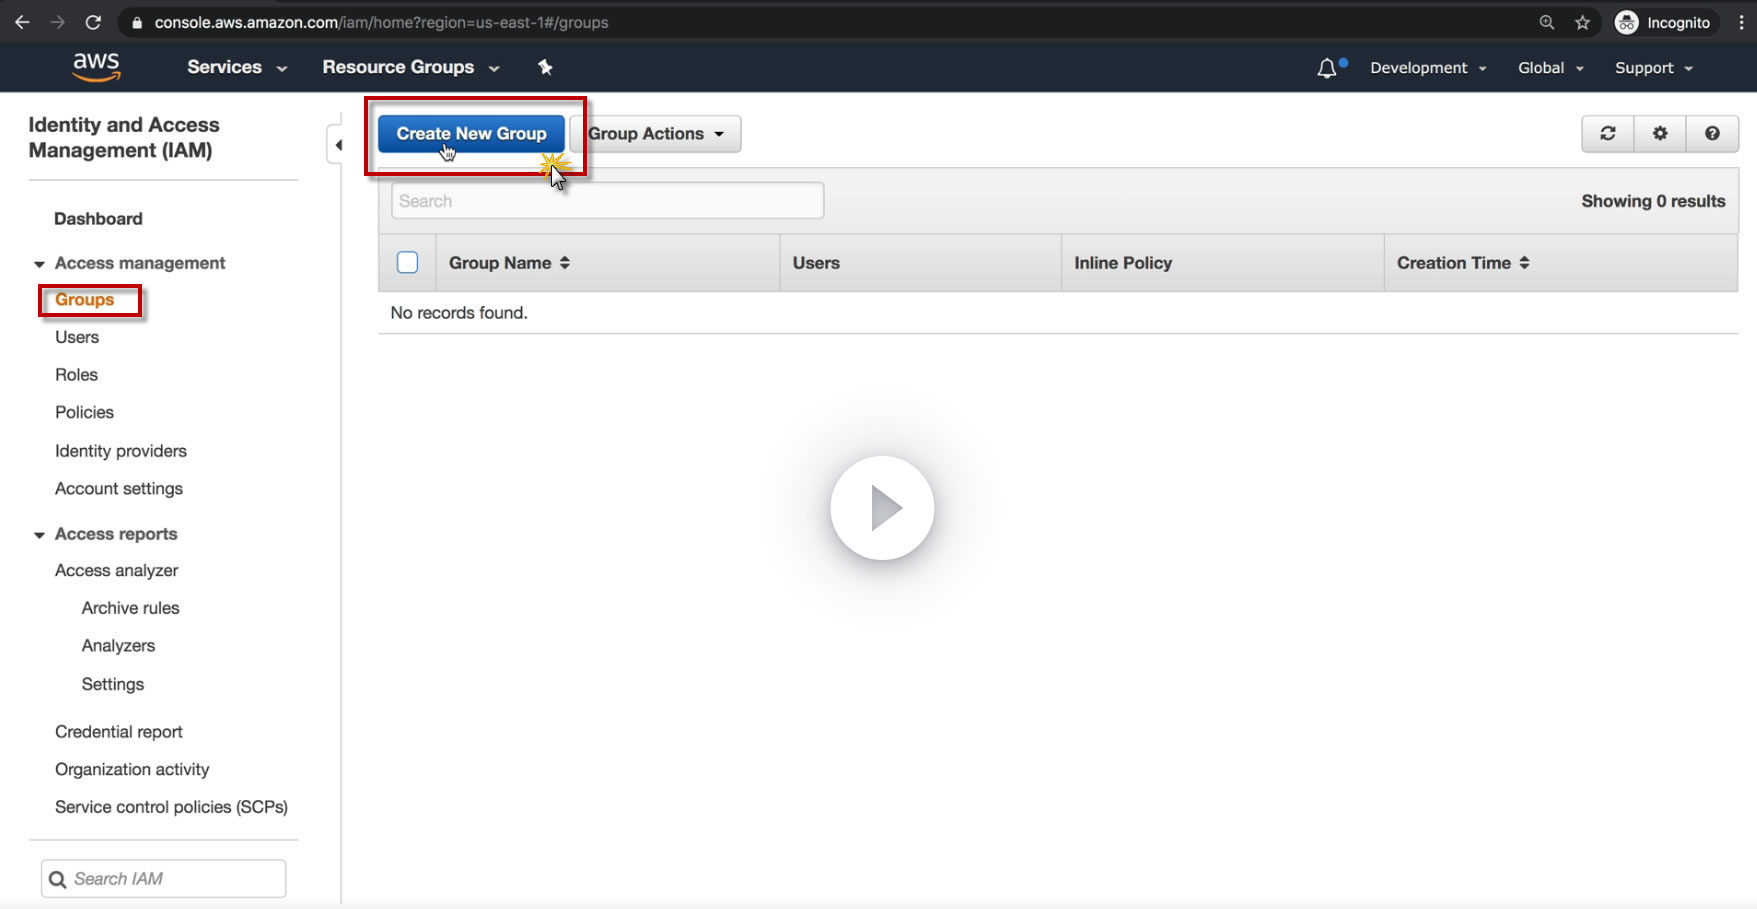 console.aws.amazon.com/iam/home?region=us-east-1#/groups
Incognito
aws
Services
Resource Groups
Development
Global
Support
Identity and Access
Management (IAM)
Dashboard
Access management
Groups
Users
Roles
Policies
Identity providers
Account settings
Access reports
Access analyzer
Archive rules
Analyzers
Settings
Credential report
Organization activity
Service control policies (SCPs)
Search IAM
Create New Group
Group Actions
Search
Showing 0 results
Group Name
Users
Inline Policy
Creation Time
No records found.